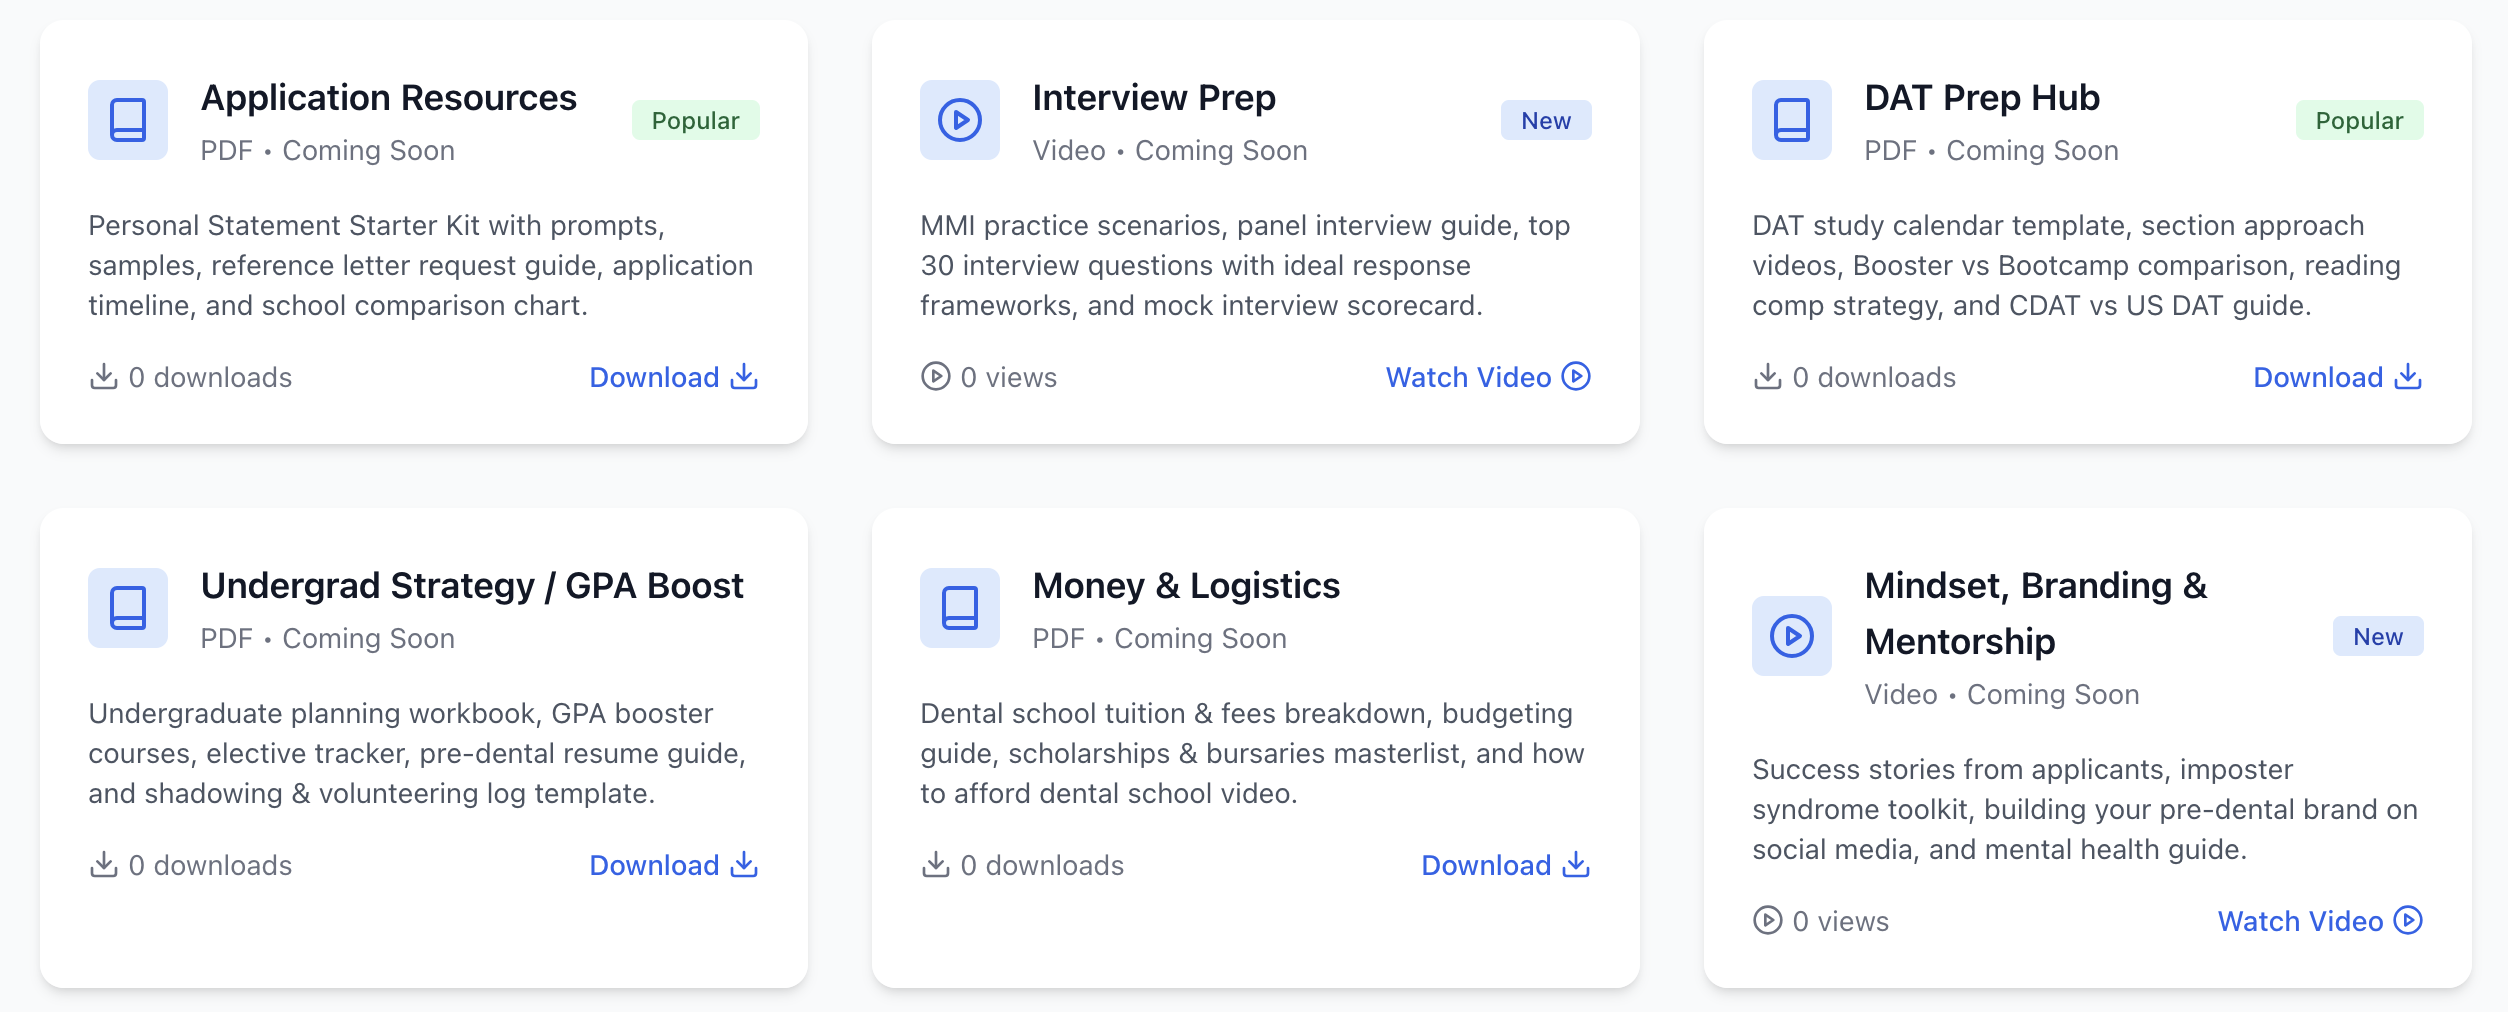 Application Resources
Popular
PDF • Coming Soon
Personal Statement Starter Kit with prompts,
samples, reference letter request guide, application
timeline, and school comparison chart.
0 downloads
Download
Interview Prep
New
Video • Coming Soon
MMI practice scenarios, panel interview guide, top
30 interview questions with ideal response
frameworks, and mock interview scorecard.
0 views
Watch Video
DAT Prep Hub
Popular
PDF • Coming Soon
DAT study calendar template, section approach
videos, Booster vs Bootcamp comparison, reading
comp strategy, and CDAT vs US DAT guide.
0 downloads
Download
Undergrad Strategy / GPA Boost
PDF • Coming Soon
Undergraduate planning workbook, GPA booster
courses, elective tracker, pre-dental resume guide,
and shadowing & volunteering log template.
0 downloads
Download
Money & Logistics
PDF • Coming Soon
Dental school tuition & fees breakdown, budgeting
guide, scholarships & bursaries masterlist, and how
to afford dental school video.
0 downloads
Download
Mindset, Branding &
Mentorship
New
Video • Coming Soon
Success stories from applicants, imposter
syndrome toolkit, building your pre-dental brand on
social media, and mental health guide.
0 views
Watch Video